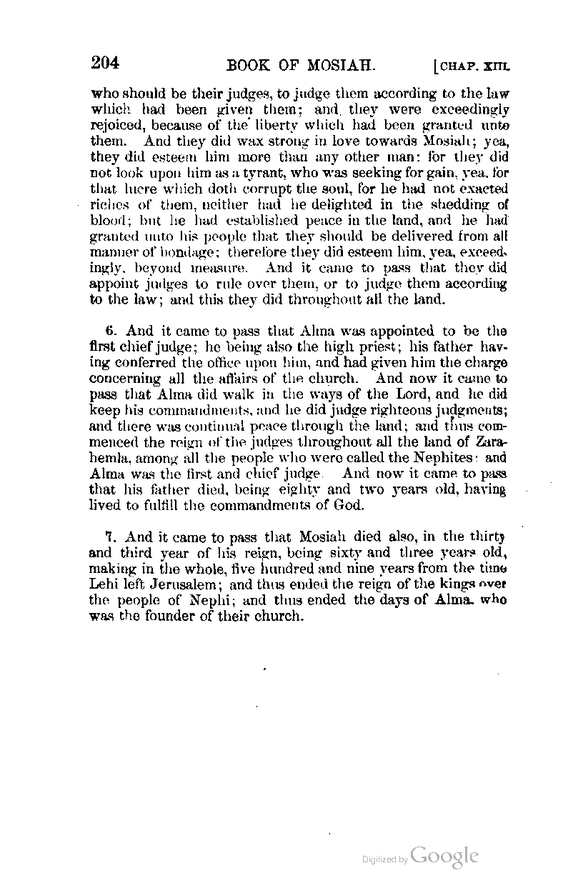 204 BOOK OF MOSIAH. [CHAP. XIII.
who should be their judges, to judge them according to the law
which had been given them; and they were exceedingly
rejoiced, because of the liberty which had been granted unto
them. And they did wax strong in love towards Mosiah; yea,
they did esteem him more than any other man: for they did
not look upon him as a tyrant, who was seeking for gain, yea, for
that lucre which doth corrupt the soul, for he had not exacted
riches of them, neither had he delighted in the shedding of
blood; but he had established peace in the land, and he had
granted unto his people that they should be delivered from all
manner of bondage: therefore they did esteem him, yea, exceed-
ingly, beyond measure. And it came to pass that they did
appoint judges to rule over them, or to judge them according
to the law; and this they did throughout all the land.
6. And it came to pass that Alma was appointed to be the
first chief judge; he being also the high priest; his father hav-
ing conferred the office upon him, and had given him the charge
concerning all the affairs of the church. And now it came to
pass that Alma did walk in the ways of the Lord, and he did
keep his commandments, and he did judge righteous judgments;
and there was continual peace through the land; and thus com-
menced the reign of the judges throughout all the land of Zara-
hemla, among all the people who were called the Nephites: and
Alma was the first and chief judge. And now it came to pass
that his father died, being eighty and two years old, having
lived to fulfill the commandments of God.
7. And it came to pass that Mosiah died also, in the thirty
and third year of his reign, being sixty and three years old,
making in the whole, five hundred and nine years from the time
Lehi left Jerusalem; and thus ended the reign of the kings over
the people of Nephi; and thus ended the days of Alma, who
was the founder of their church.
Digitized by Google